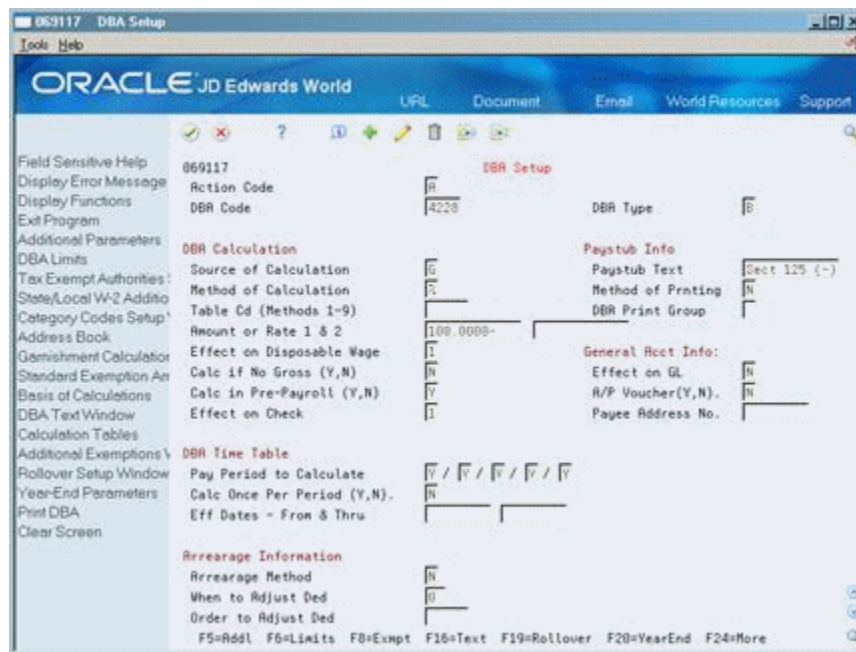 069117 DBA Setup
Tools Help
ORACLE JD Edwards World
URL Document Email World Resources Support
Field Sensitive Help
Display Error Message
Display Functions
Exit Program
Additional Parameters
DBA Limits
Tax Exempt Authorities
State/Local W-2 Additio
Category Codes Setup
Address Book
Garnishment Calculation
Standard Exemption Am
Basis of Calculations
DBA Text Window
Calculation Tables
Additional Exemptions W
Rollover Setup Window
Year-End Parameters
Print DBA
Clear Screen
069117 DBA Setup
Action Code A
DBA Code 4228 DBA Type B
DBA Calculation Paystub Info
Source of Calculation G Paystub Text Sect 125 (-)
Method of Calculation % Method of Prnting N
Table Cd (Methods 1-9) DBA Print Group
Amount or Rate 1 & 2 100.0000-
Effect on Disposable Wage 1 General Acct Info:
Calc if No Gross (Y,N) N Effect on GL N
Calc in Pre-Payroll (Y,N) Y A/P Voucher(Y,N). N
Effect on Check 1 Payee Address No.
DBA Time Table
Pay Period to Calculate Y / Y / Y / Y / Y
Calc Once Per Period (Y,N). N
Eff Dates - From & Thru
Arrearage Information
Arrearage Method N
When to Adjust Ded 0
Order to Adjust Ded
F5=Addl F6=Limits F8=Exmpt F16=Text F19=Rollover F20=YearEnd F24=More